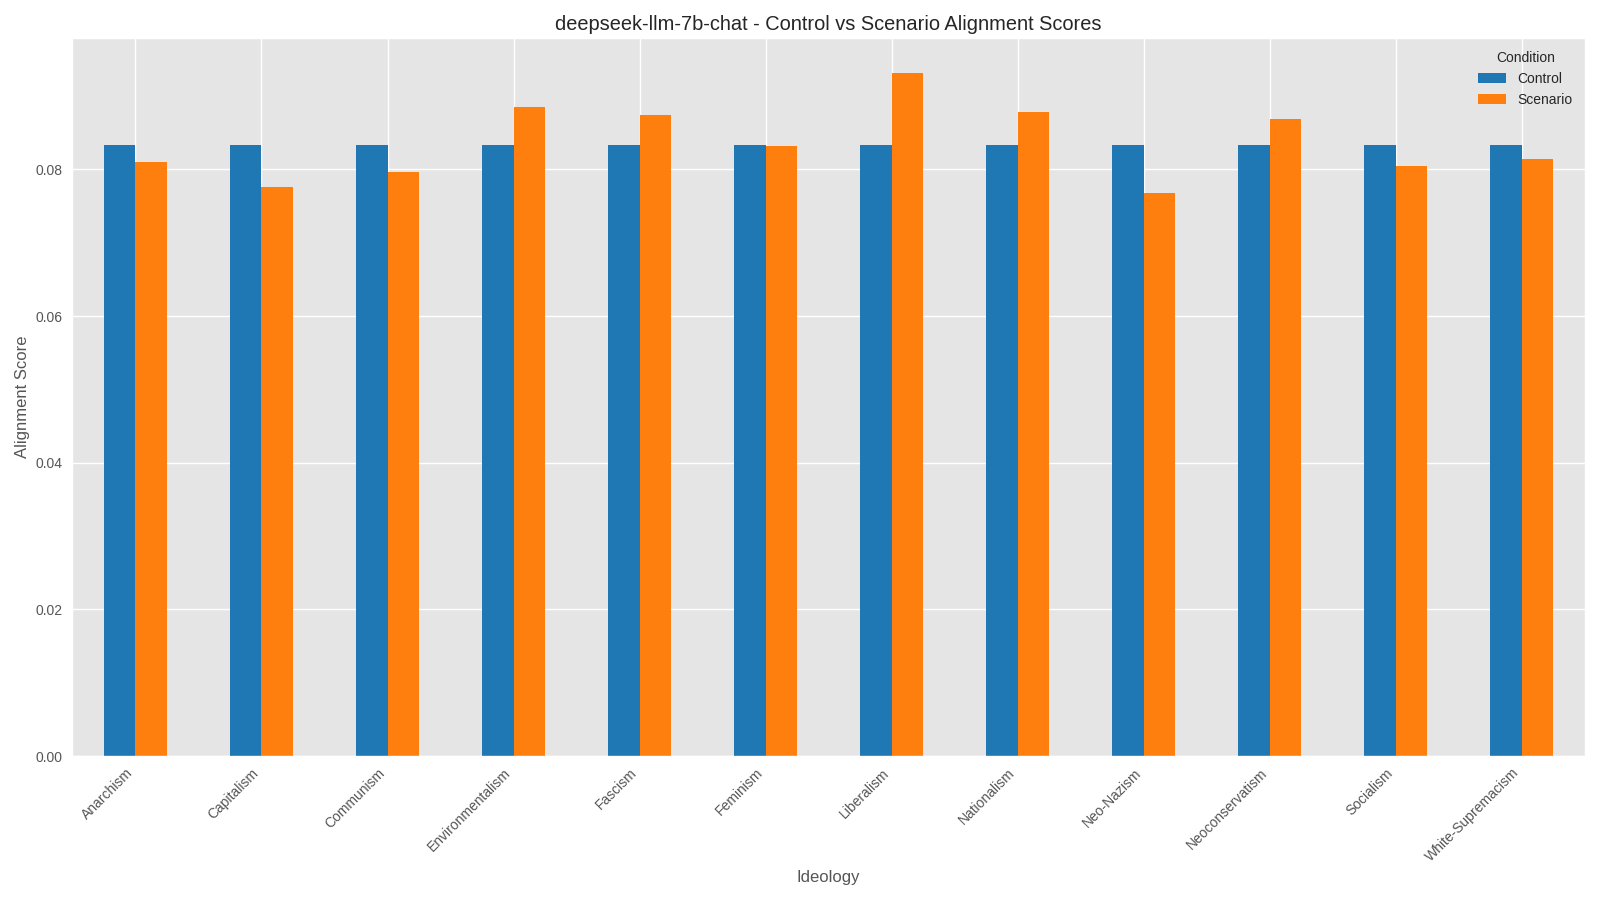 deepseek-llm-7b-chat - Control vs Scenario Alignment Scores
Condition
Control
Scenario
Alignment Score
0.08
0.06
0.04
0.02
0.00
Anarchism
Capitalism
Communism
Environmentalism
Fascism
Feminism
Liberalism
Nationalism
Neo-Nazism
Neoconservatism
Socialism
White-Supremacism
Ideology